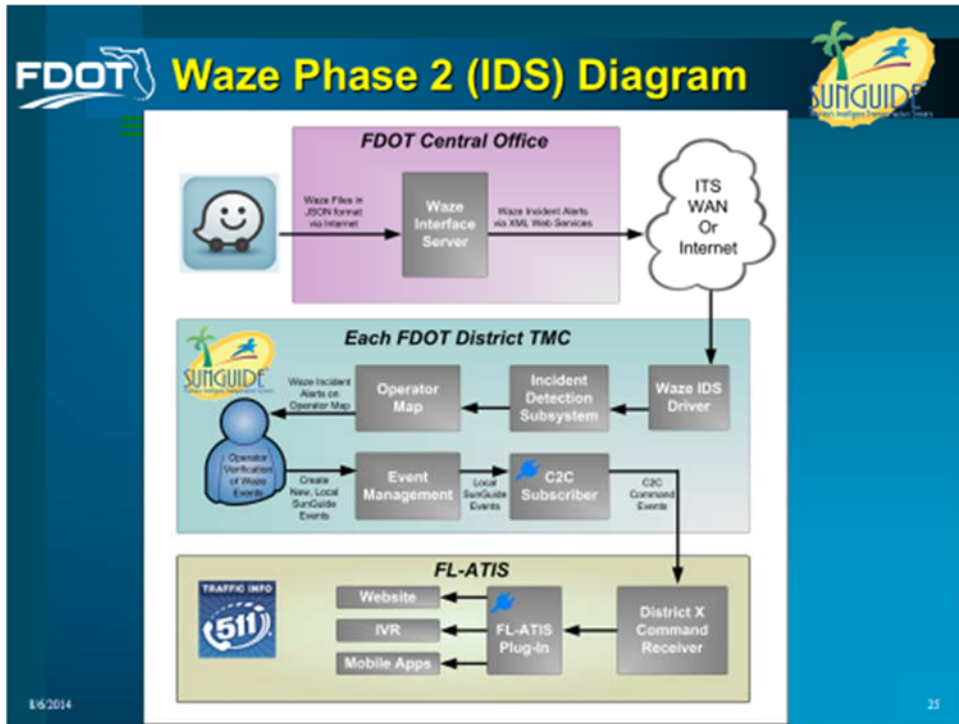 FDOT
Waze Phase 2 (IDS) Diagram
SUNGUIDE
FDOT Central Office
Waze Files in
JSON format
via Internet
Waze
Interface
Server
Waze Incident Alerts
via XML Web Services
ITS
WAN
Or
Internet
Each FDOT District TMC
SUNGUIDE
Waze Incident
Alerts on
Operator Map
Operator
Map
Incident
Detection
Subsystem
Waze IDS
Driver
Operator
Verification
of Waze
Events
Create
New, Local
SunGuide
Events
Event
Management
Local
SunGuide
Events
C2C
Subscriber
C2C
Command
Events
FL-ATIS
TRAFFIC INFO
511
Website
IVR
Mobile Apps
FL-ATIS
Plug-In
District X
Command
Receiver
8/6/2014
25